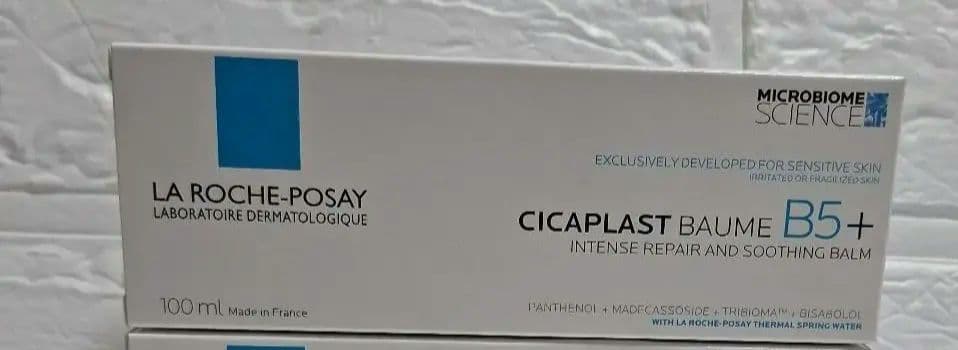 MICROBIOME
SCIENCE
EXCLUSIVELY DEVELOPED FOR SENSITIVE SKIN
IRRITATED OR FRAGILIZED SKIN
LA ROCHE-POSAY
LABORATOIRE DERMATOLOGIQUE
CICAPLAST BAUME B5+
INTENSE REPAIR AND SOOTHING BALM
100 ml Made in France
PANTHENOL + MADECASSOSIDE + TRIBIOMA™ + BISABOLOL
WITH LA ROCHE-POSAY THERMAL SPRING WATER